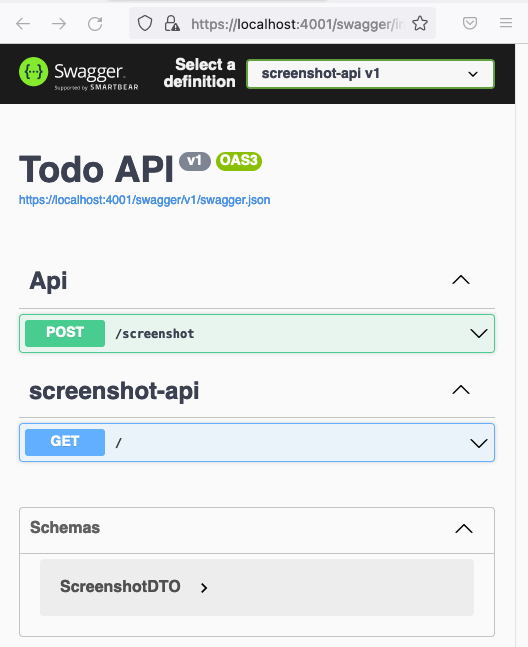 https://localhost:4001/swagger/in
Swagger.
Supported by SMARTBEAR
Select a
definition
screenshot-api v1
Todo API v1 OAS3
https://localhost:4001/swagger/v1/swagger.json
Api
POST /screenshot
screenshot-api
GET /
Schemas
ScreenshotDTO